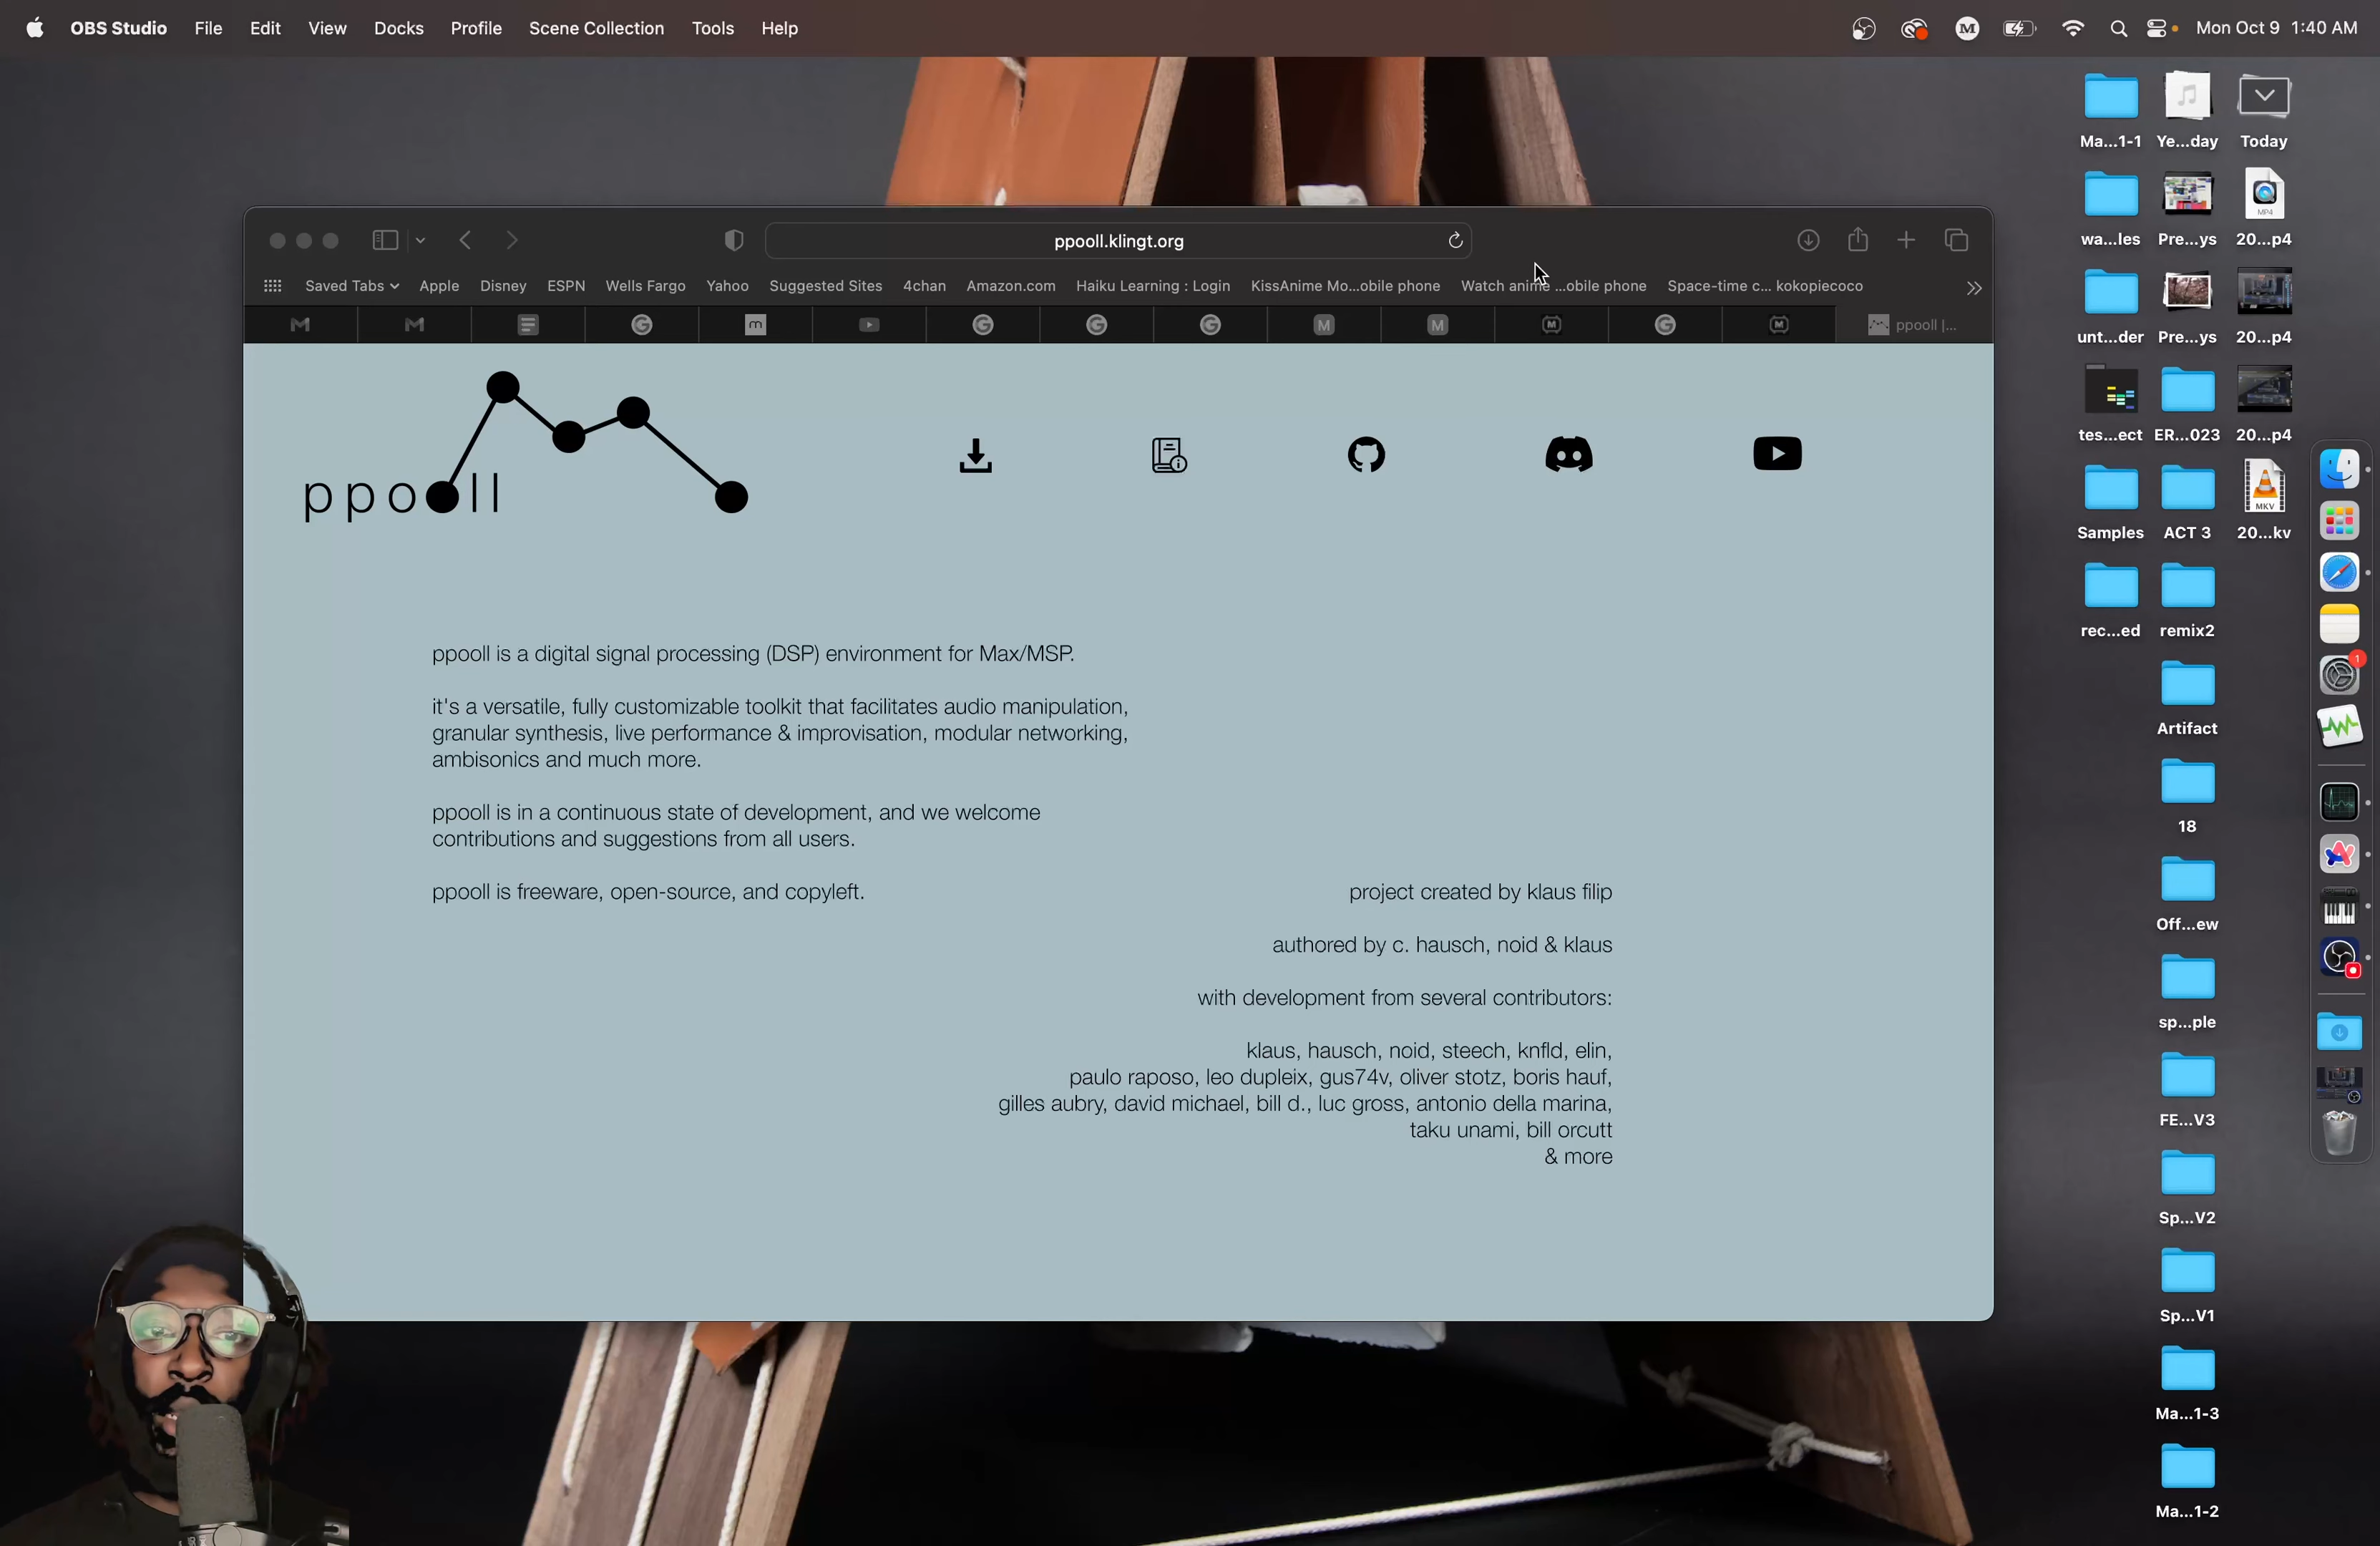 OBS Studio File Edit View Docks Profile Scene Collection Tools Help Mon Oct 9 1:40 AM
Ma...1-1 Ye...day Today
wa...les Pre...ys 20...p4
unt...der Pre...ys 20...p4
tes...ect ER...023 20...p4
Samples ACT 3 20...kv
rec...ed remix2
Artifact
18
Off...ew
sp...ple
FE...V3
Sp...V2
Sp...V1
Ma...1-3
Ma...1-2
MP4
MKV
1
ppooll.klingt.org
Saved Tabs Apple Disney ESPN Wells Fargo Yahoo Suggested Sites 4chan Amazon.com Haiku Learning : Login KissAnime Mo...obile phone Watch anime ...obile phone Space-time c... kokopiecoco
ppooll |...
ppooll
ppooll is a digital signal processing (DSP) environment for Max/MSP.
it's a versatile, fully customizable toolkit that facilitates audio manipulation,
granular synthesis, live performance & improvisation, modular networking,
ambisonics and much more.
ppooll is in a continuous state of development, and we welcome
contributions and suggestions from all users.
ppooll is freeware, open-source, and copyleft.
project created by klaus filip
authored by c. hausch, noid & klaus
with development from several contributors:
klaus, hausch, noid, steech, knfld, elin,
paulo raposo, leo dupleix, gus74v, oliver stotz, boris hauf,
gilles aubry, david michael, bill d., luc gross, antonio della marina,
taku unami, bill orcutt
& more